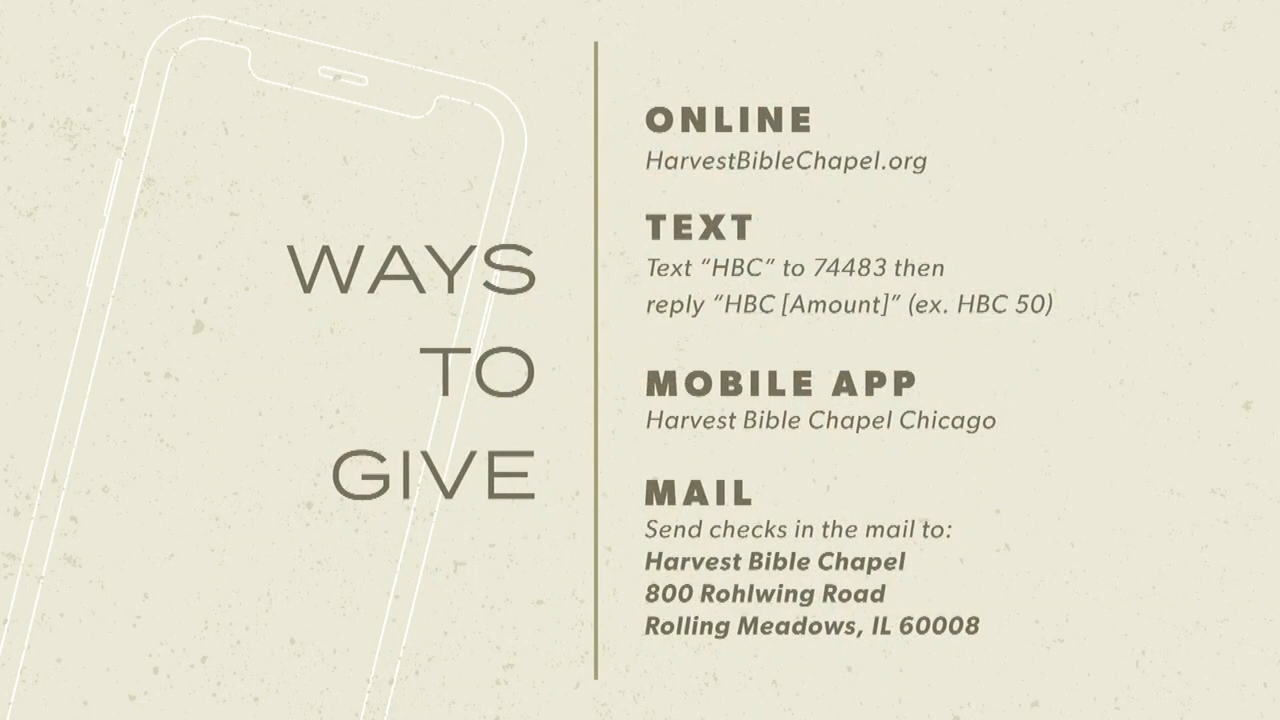 WAYS
TO
GIVE
ONLINE
HarvestBibleChapel.org
TEXT
Text “HBC” to 74483 then
reply “HBC [Amount]” (ex. HBC 50)
MOBILE APP
Harvest Bible Chapel Chicago
MAIL
Send checks in the mail to:
Harvest Bible Chapel
800 Rohlwing Road
Rolling Meadows, IL 60008